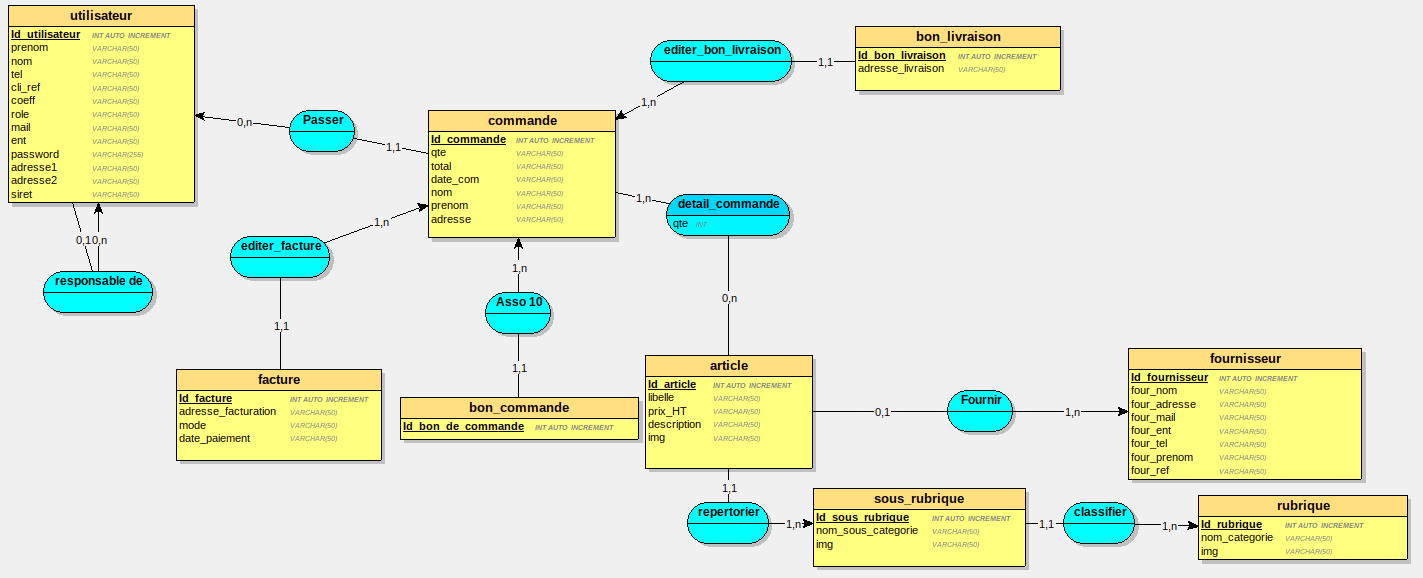 utilisateur
Id_utilisateur INT AUTO_INCREMENT
prenom VARCHAR(50)
nom VARCHAR(50)
tel VARCHAR(50)
cli_ref VARCHAR(50)
coeff VARCHAR(50)
role VARCHAR(50)
mail VARCHAR(50)
ent VARCHAR(50)
password VARCHAR(255)
adresse1 VARCHAR(50)
adresse2 VARCHAR(50)
siret VARCHAR(50)
0,1
0,n
responsable de
0,n
Passer
1,1
commande
Id_commande INT AUTO_INCREMENT
qte VARCHAR(50)
total VARCHAR(50)
date_com VARCHAR(50)
nom VARCHAR(50)
prenom VARCHAR(50)
adresse VARCHAR(50)
1,n
editer_bon_livraison
1,1
bon_livraison
Id_bon_livraison INT AUTO_INCREMENT
adresse_livraison VARCHAR(50)
1,n
detail_commande
qte INT
0,n
1,n
editer_facture
1,1
facture
Id_facture INT AUTO_INCREMENT
adresse_facturation VARCHAR(50)
mode VARCHAR(50)
date_paiement VARCHAR(50)
1,n
Asso 10
1,1
bon_commande
Id_bon_de_commande INT AUTO_INCREMENT
article
Id_article INT AUTO_INCREMENT
libelle VARCHAR(50)
prix_HT VARCHAR(50)
description VARCHAR(50)
img VARCHAR(50)
0,1
Fournir
1,n
fournisseur
Id_fournisseur INT AUTO_INCREMENT
four_nom VARCHAR(50)
four_adresse VARCHAR(50)
four_mail VARCHAR(50)
four_ent VARCHAR(50)
four_tel VARCHAR(50)
four_prenom VARCHAR(50)
four_ref VARCHAR(50)
1,1
repertorier
1,n
sous_rubrique
Id_sous_rubrique INT AUTO_INCREMENT
nom_sous_categorie VARCHAR(50)
img VARCHAR(50)
1,1
classifier
1,n
rubrique
Id_rubrique INT AUTO_INCREMENT
nom_categorie VARCHAR(50)
img VARCHAR(50)